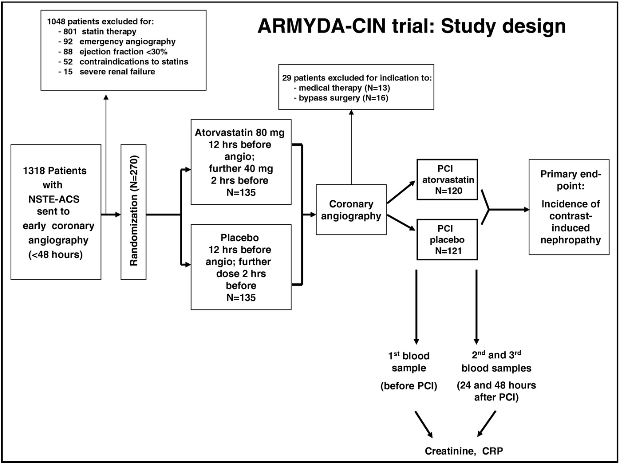 ARMYDA-CIN trial: Study design
1048 patients excluded for:
- 801 statin therapy
- 92 emergency angiography
- 88 ejection fraction <30%
- 52 contraindications to statins
- 15 severe renal failure
29 patients excluded for indication to:
- medical therapy (N=13)
- bypass surgery (N=16)
1318 Patients
with
NSTE-ACS
sent to
early coronary
angiography
(<48 hours)
Randomization (N=270)
Atorvastatin 80 mg
12 hrs before
angio;
further 40 mg
2 hrs before
N=135
Placebo
12 hrs before
angio; further
dose 2 hrs
before
N=135
Coronary
angiography
PCI
atorvastatin
N=120
PCI
placebo
N=121
Primary end-
point:
Incidence of
contrast-
induced
nephropathy
1st blood
sample
(before PCI)
2nd and 3rd
blood samples
(24 and 48 hours
after PCI)
Creatinine, CRP